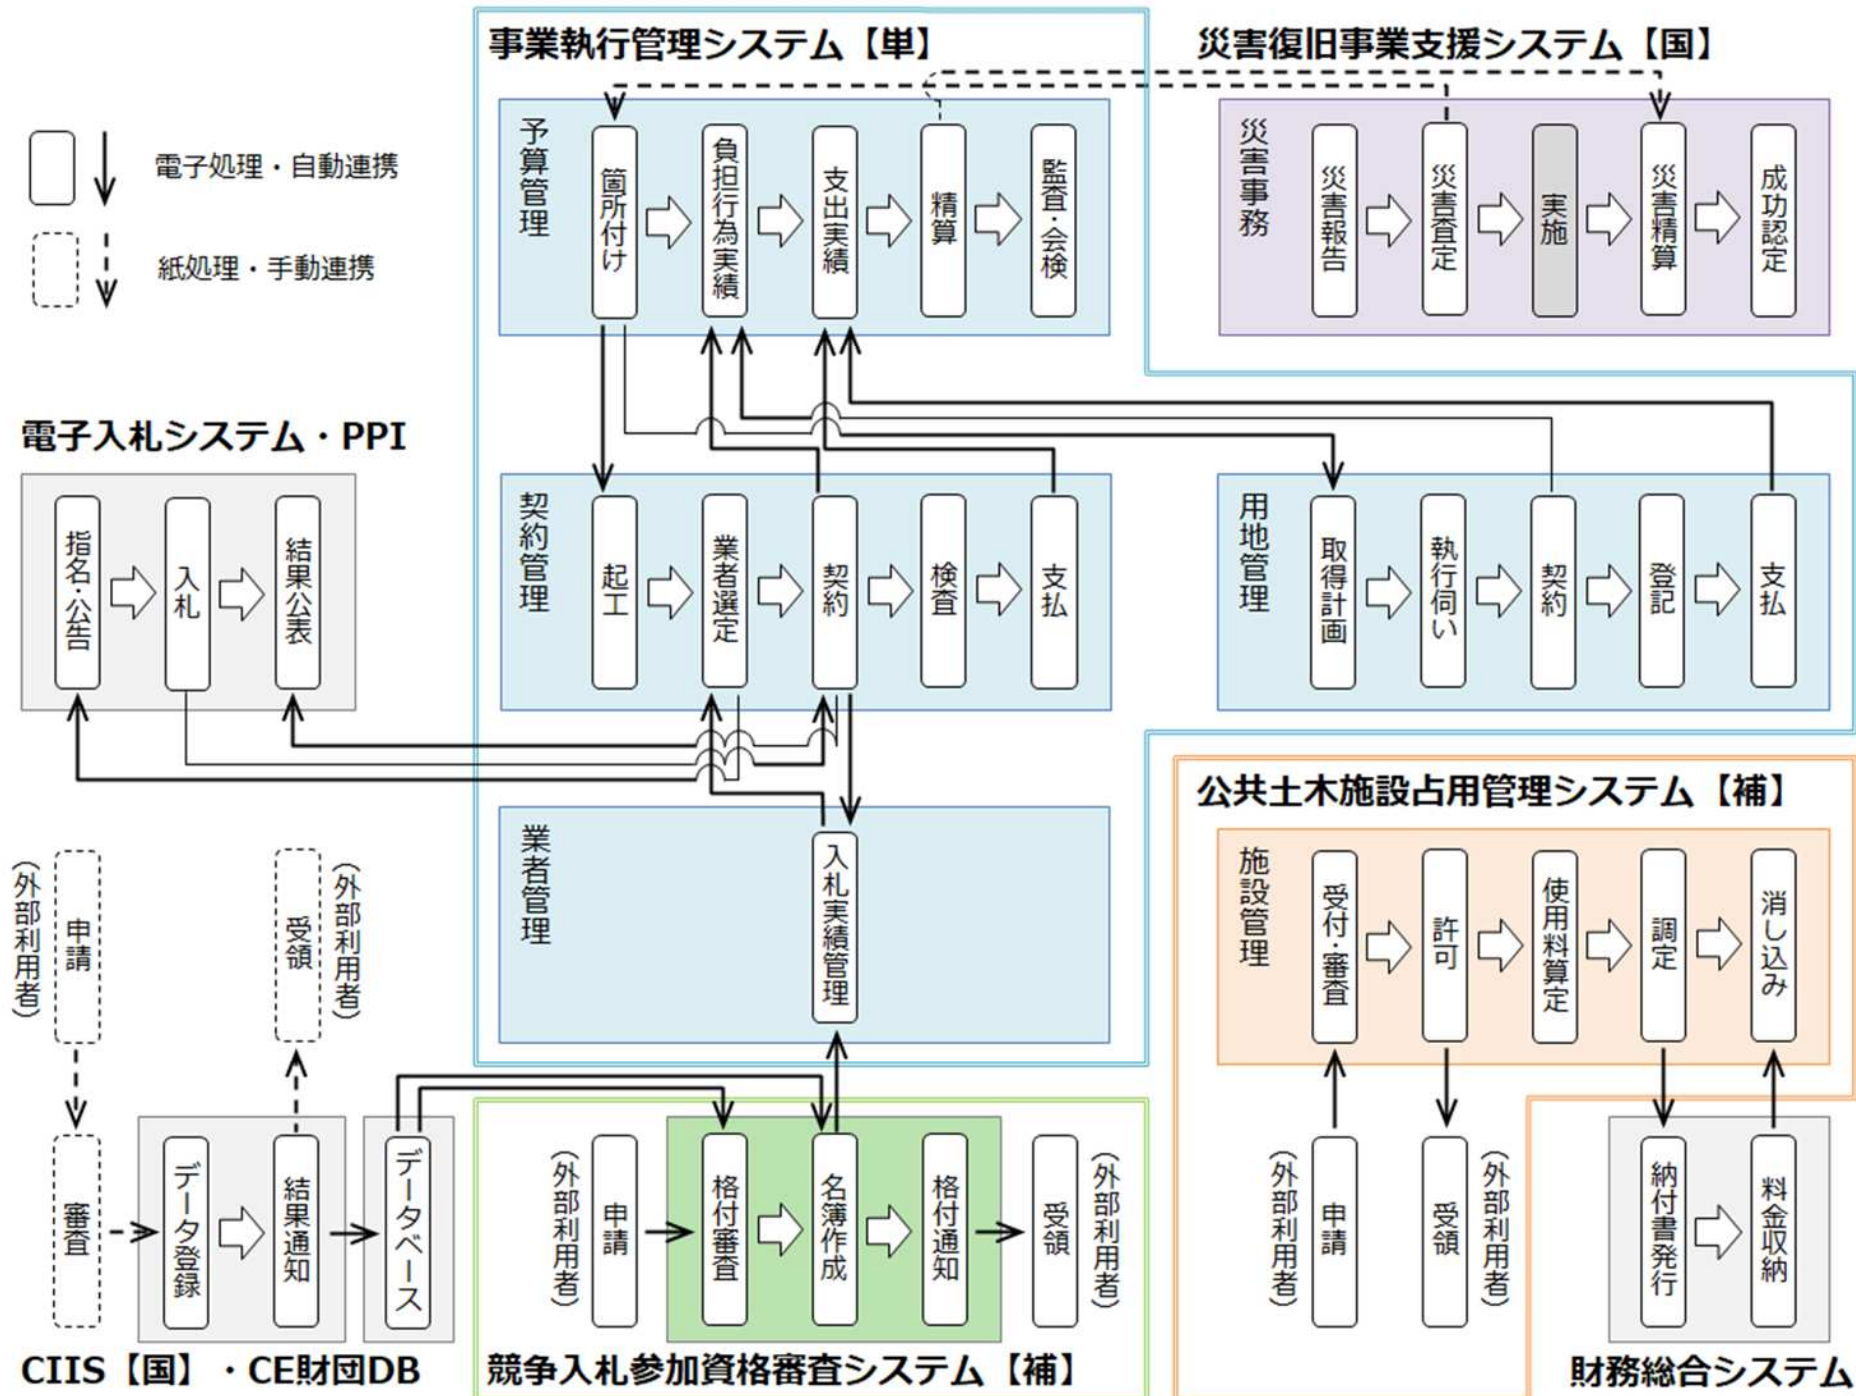 事業執行管理システム【単】
災害復旧事業支援システム【国】
電子処理・自動連携
紙処理・手動連携
予算管理
箇所付け
負担行為実績
支出実績
精算
監査・会検
災害事務
災害報告
災害査定
実施
災害精算
成功認定
電子入札システム・PPI
指名・公告
入札
結果公表
契約管理
起工
業者選定
契約
検査
支払
用地管理
取得計画
執行伺い
契約
登記
支払
業者管理
入札実績管理
公共土木施設占用管理システム【補】
施設管理
受付・審査
許可
使用料算定
調定
消し込み
（外部利用者）
申請
受領
（外部利用者）
審査
データ登録
結果通知
データベース
CIIS【国】・CE財団DB
（外部利用者）
申請
格付審査
名簿作成
格付通知
受領
（外部利用者）
競争入札参加資格審査システム【補】
（外部利用者）
申請
受領
（外部利用者）
納付書発行
料金収納
財務総合システム